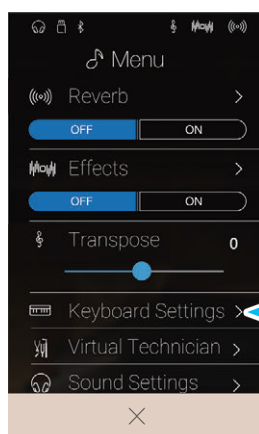 Menu
Reverb
OFF ON
Effects
OFF ON
Transpose 0
Keyboard Settings
Virtual Technician
Sound Settings